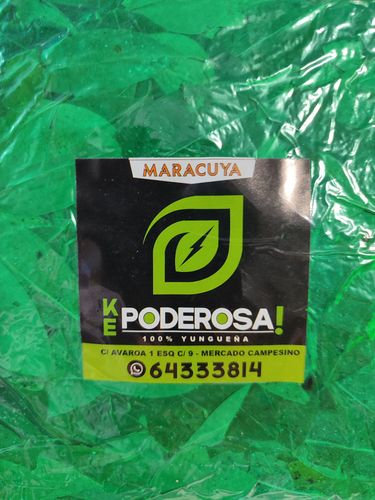 MARACUYA
KE PODEROSA!
100% YUNGUEÑA
C/ AVAROA 1 ESQ C/ 9 - MERCADO CAMPESINO
64333814